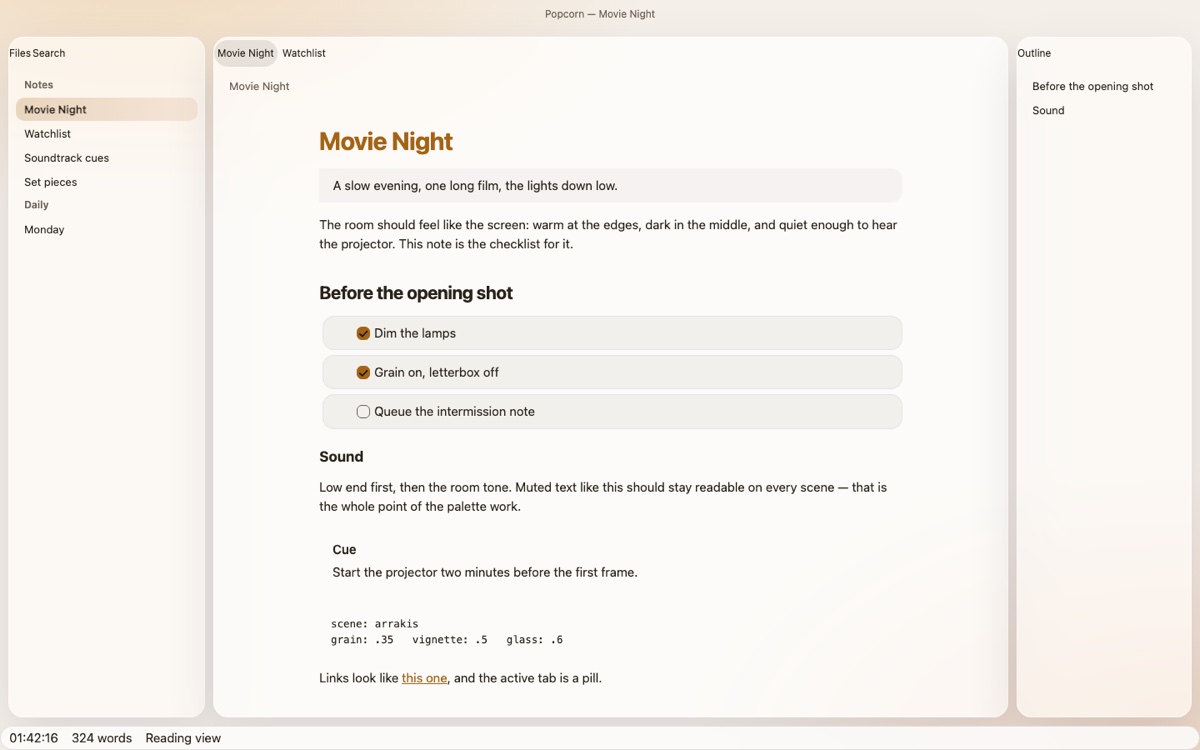 Popcorn — Movie Night
Files Search
Notes
Movie Night
Watchlist
Soundtrack cues
Set pieces
Daily
Monday
Movie Night Watchlist
Movie Night
Movie Night
A slow evening, one long film, the lights down low.
The room should feel like the screen: warm at the edges, dark in the middle, and quiet enough to hear
the projector. This note is the checklist for it.
Before the opening shot
Dim the lamps
Grain on, letterbox off
Queue the intermission note
Sound
Low end first, then the room tone. Muted text like this should stay readable on every scene — that is
the whole point of the palette work.
Cue
Start the projector two minutes before the first frame.
scene: arrakis
grain: .35   vignette: .5   glass: .6
Links look like this one, and the active tab is a pill.
Outline
Before the opening shot
Sound
01:42:16 324 words Reading view